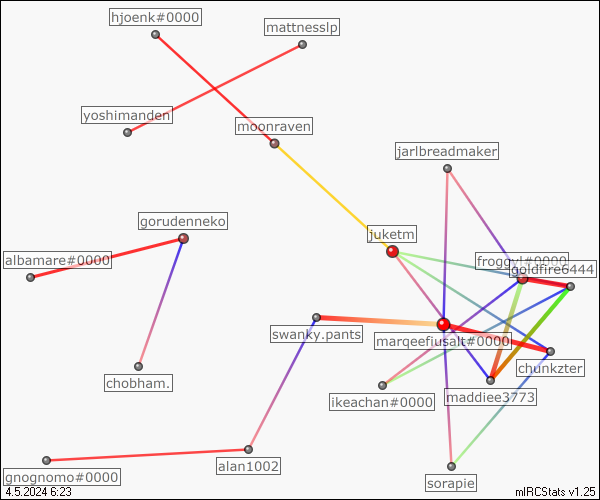 hjoenk#0000
mattnesslp
yoshimanden
moonraven
jarlbreadmaker
gorudenneko
juketm
albamare#0000
froggyl#0000
goldfire6444
swanky.pants
marqeefiusalt#0000
chunkzter
chobham.
ikeachan#0000
maddiee3773
alan1002
gnognomo#0000
sorapie
4.5.2024 6:23
mIRCStats v1.25